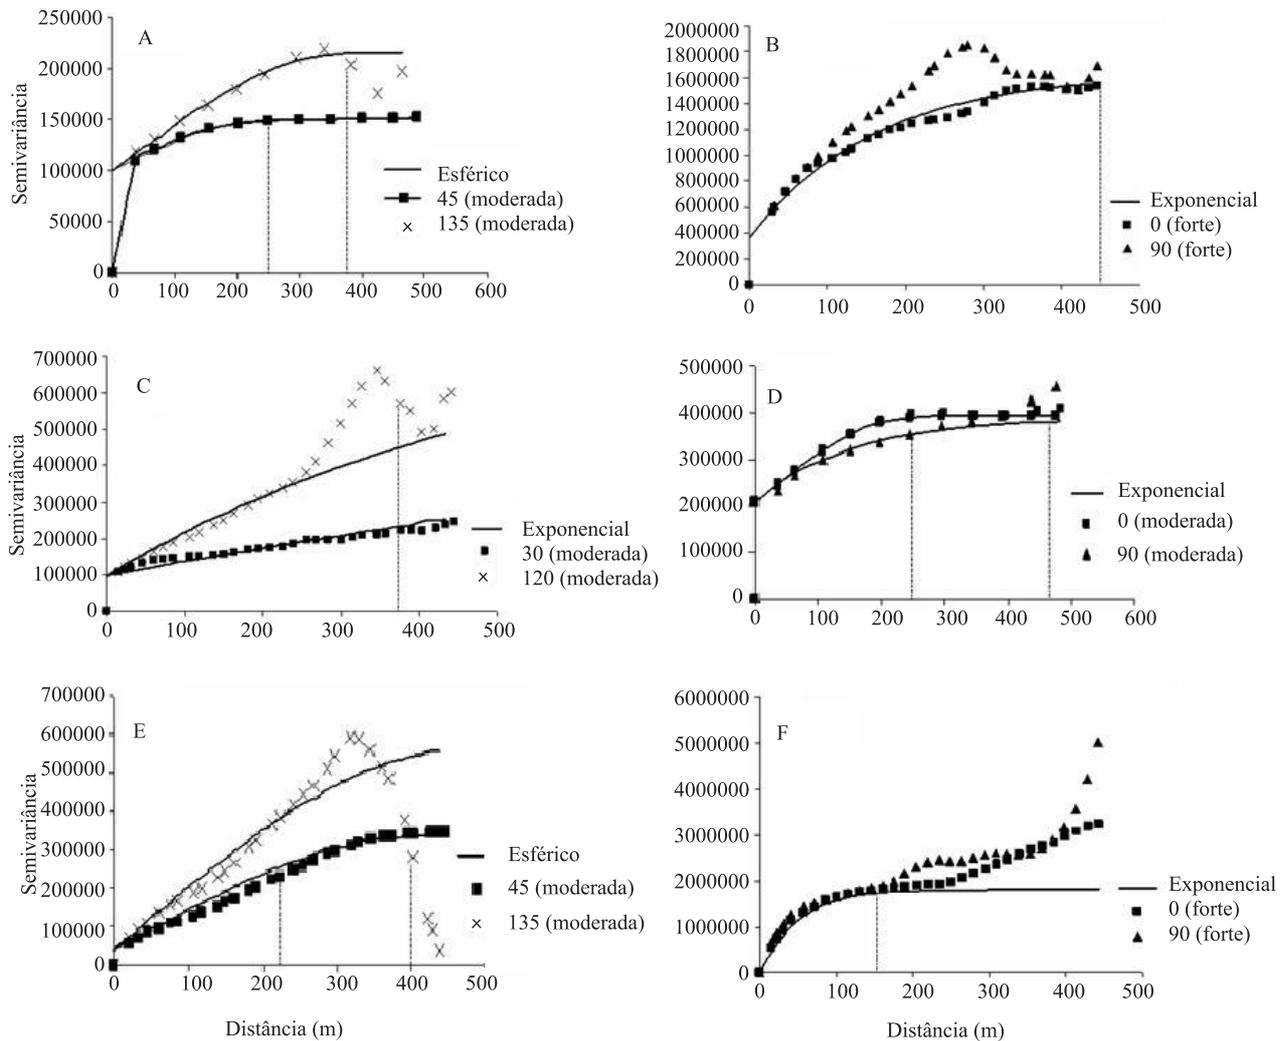 A
Semivariância
250000
200000
150000
100000
50000
0
0 100 200 300 400 500 600
Esférico
45 (moderada)
135 (moderada)
B
2000000
1800000
1600000
1400000
1200000
1000000
800000
600000
400000
200000
0
0 100 200 300 400 500
Exponencial
0 (forte)
90 (forte)
C
Semivariância
700000
600000
500000
400000
300000
200000
100000
0
0 100 200 300 400 500
Exponencial
30 (moderada)
120 (moderada)
D
500000
400000
300000
200000
100000
0
0 100 200 300 400 500 600
Exponencial
0 (moderada)
90 (moderada)
E
Semivariância
700000
600000
500000
400000
300000
200000
100000
0
0 100 200 300 400 500
Esférico
45 (moderada)
135 (moderada)
Distância (m)
F
6000000
5000000
4000000
3000000
2000000
1000000
0
0 100 200 300 400 500
Exponencial
0 (forte)
90 (forte)
Distância (m)